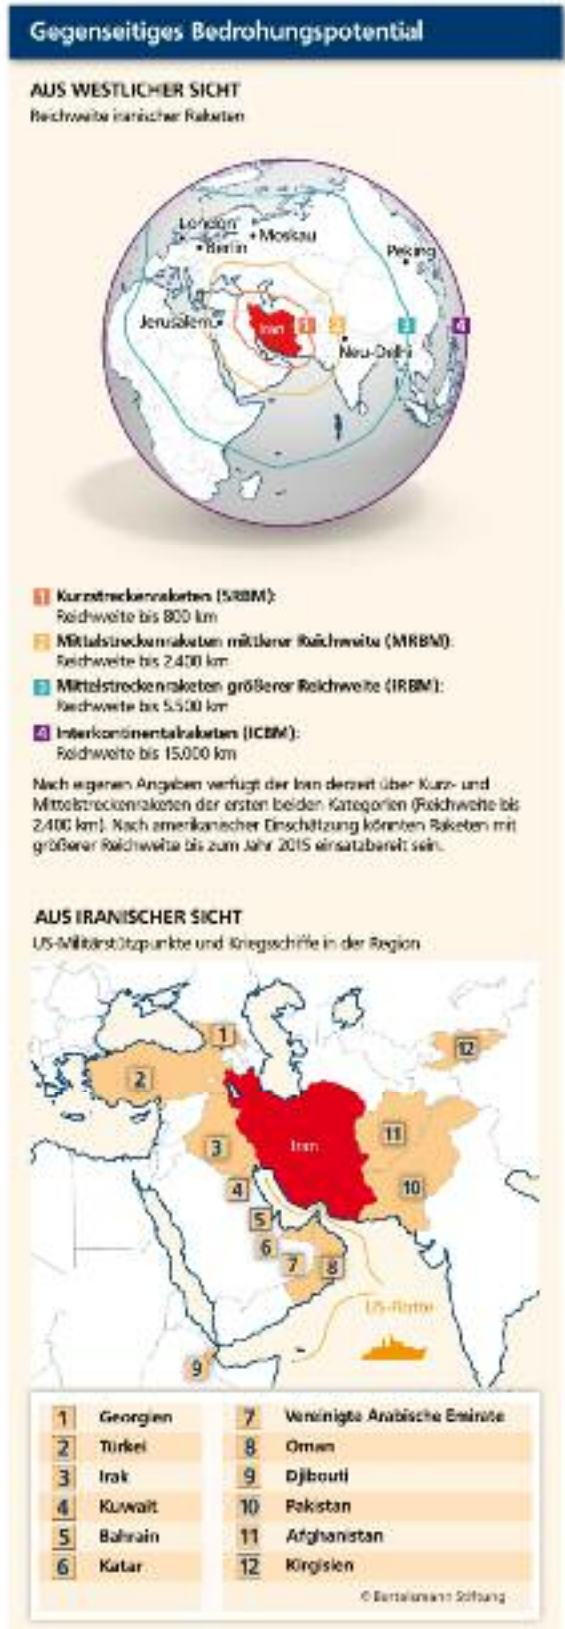 Gegenseitiges Bedrohungspotential
AUS WESTLICHER SICHT
Reichweite iranischer Raketen
London
Berlin
Moskau
Peking
Jerusalem
Iran
1
2
3
4
Neu-Delhi
1 Kurzstreckenraketen (SRBM):
Reichweite bis 800 km
2 Mittelstreckenraketen mittlerer Reichweite (MRBM):
Reichweite bis 2.400 km
3 Mittelstreckenraketen größerer Reichweite (IRBM):
Reichweite bis 5.500 km
4 Interkontinentalraketen (ICBM):
Reichweite bis 15.000 km
Nach eigenen Angaben verfügt der Iran derzeit über Kurz- und
Mittelstreckenraketen der ersten beiden Kategorien (Reichweite bis
2.400 km). Nach amerikanischer Einschätzung könnten Raketen mit
größerer Reichweite bis zum Jahr 2015 einsatzbereit sein.
AUS IRANISCHER SICHT
US-Militärstützpunkte und Kriegsschiffe in der Region
1
12
2
Iran
11
3
4
10
5
6
7
8
US-Flotte
9
1 Georgien
2 Türkei
3 Irak
4 Kuwait
5 Bahrain
6 Katar
7 Vereinigte Arabische Emirate
8 Oman
9 Djibouti
10 Pakistan
11 Afghanistan
12 Kirgisien
© Bertelsmann Stiftung